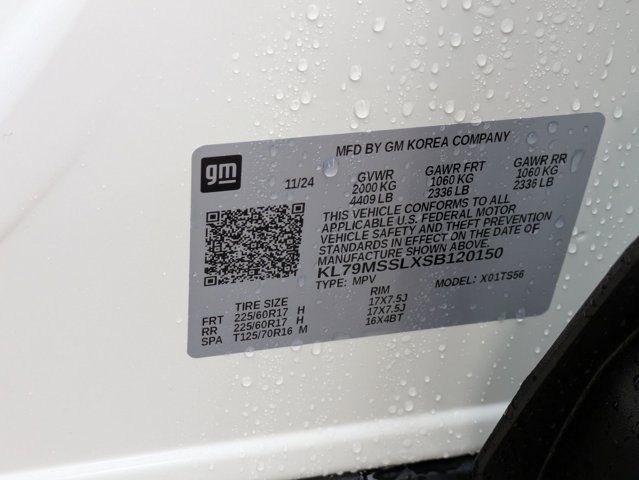 MFD BY GM KOREA COMPANY
gm
11/24
GVWR GAWR FRT GAWR RR
2000 KG 1060 KG 1060 KG
4409 LB 2336 LB 2336 LB
THIS VEHICLE CONFORMS TO ALL
APPLICABLE U.S. FEDERAL MOTOR
VEHICLE SAFETY AND THEFT PREVENTION
STANDARDS IN EFFECT ON THE DATE OF
MANUFACTURE SHOWN ABOVE.
KL79MSSLXSB120150
TYPE: MPV MODEL: X01TS56
TIRE SIZE RIM
FRT 225/60R17 H 17X7.5J
RR 225/60R17 H 17X7.5J
SPA T125/70R16 M 16X4BT